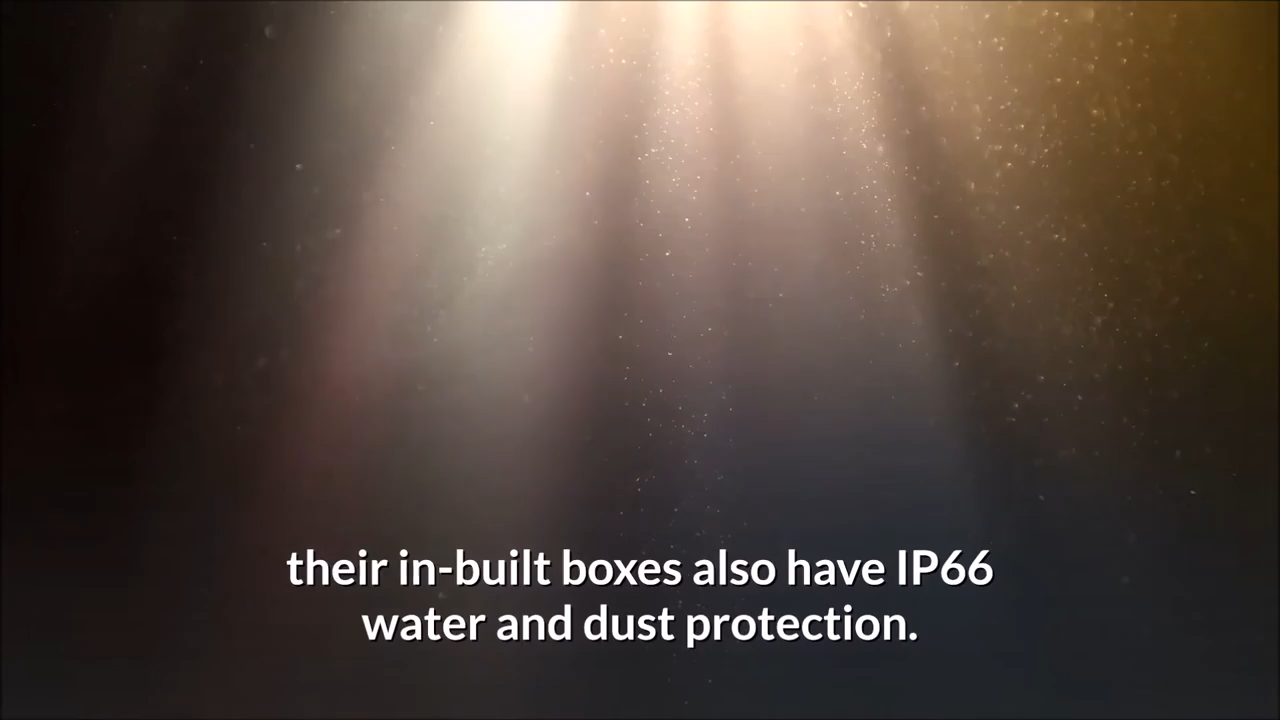 their in-built boxes also have IP66
water and dust protection.